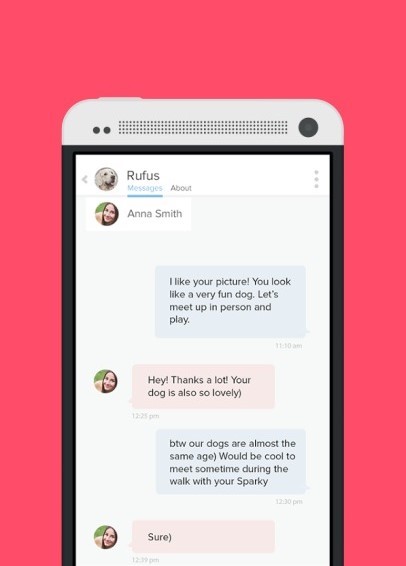 Rufus
Messages About
Anna Smith
I like your picture! You look
like a very fun dog. Let's
meet up in person and
play.
11:10 am
Hey! Thanks a lot! Your
dog is also so lovely)
12:25 pm
btw our dogs are almost the
same age) Would be cool to
meet sometime during the
walk with your Sparky
12:30 pm
Sure)
12:39 pm